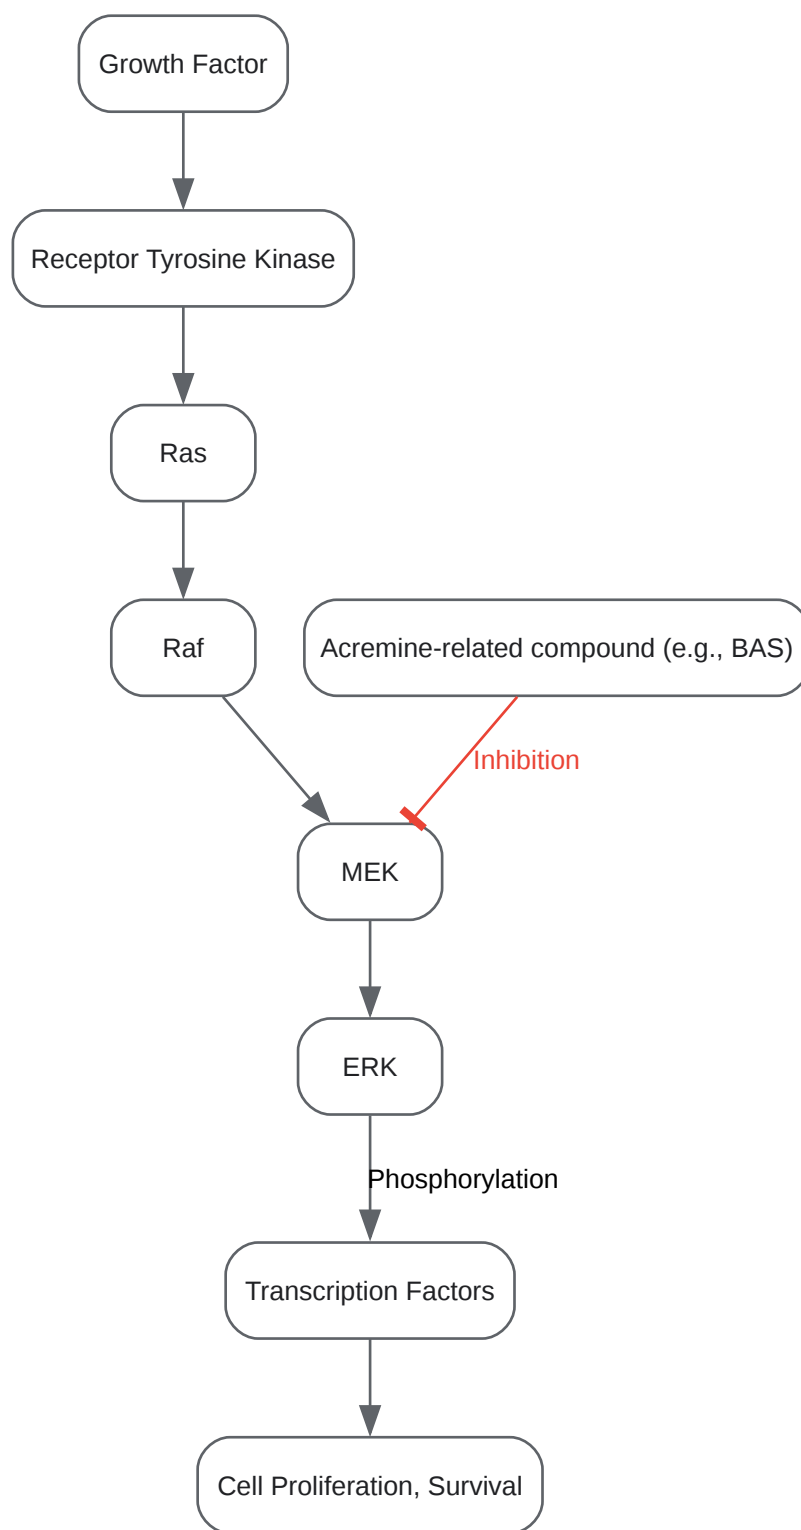 Growth Factor
Receptor Tyrosine Kinase
Ras
Raf
Acremine-related compound (e.g., BAS)
Inhibition
MEK
ERK
Phosphorylation
Transcription Factors
Cell Proliferation, Survival